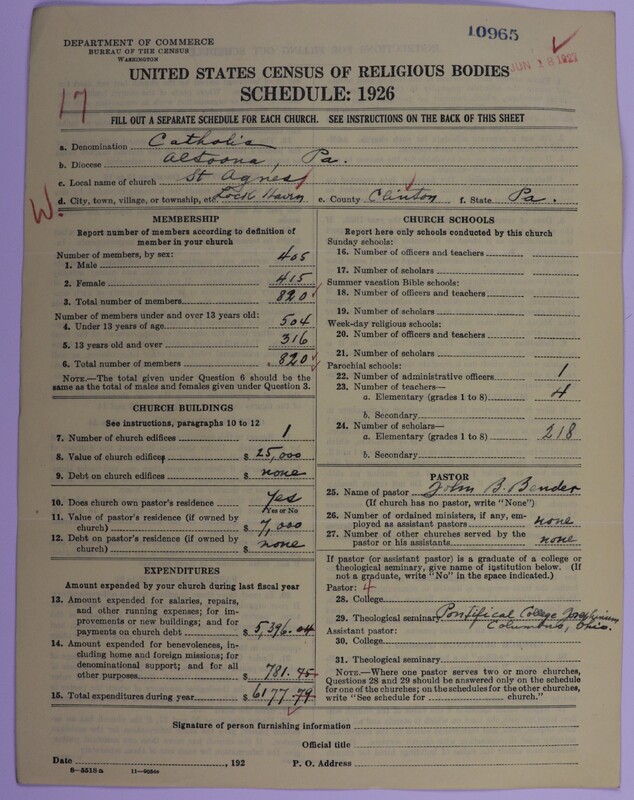 10965
DEPARTMENT OF COMMERCE
BUREAU OF THE CENSUS
WASHINGTON
JUN 18 1927
UNITED STATES CENSUS OF RELIGIOUS BODIES
SCHEDULE: 1926
17
FILL OUT A SEPARATE SCHEDULE FOR EACH CHURCH. SEE INSTRUCTIONS ON THE BACK OF THIS SHEET
a. Denomination Catholic
b. Diocese Altoona, Pa.
c. Local name of church St Agnes
W. d. City, town, village, or township, etc. Lock Haven e. County Clinton f. State Pa.
MEMBERSHIP
Report number of members according to definition of
member in your church
Number of members, by sex:
1. Male 405
2. Female 415
3. Total number of members 820
Number of members under and over 13 years old:
4. Under 13 years of age 504
5. 13 years old and over 316
6. Total number of members 820
NOTE.—The total given under Question 6 should be the
same as the total of males and females given under Question 3.
CHURCH BUILDINGS
See instructions, paragraphs 10 to 12
7. Number of church edifices 1
8. Value of church edifices $ 25,000
9. Debt on church edifices $ none
10. Does church own pastor's residence Yes
(Yes or No)
11. Value of pastor's residence (if owned by
church) $ 7,000
12. Debt on pastor's residence (if owned by
church) $ none
EXPENDITURES
Amount expended by your church during last fiscal year
13. Amount expended for salaries, repairs,
and other running expenses; for im-
provements or new buildings; and for
payments on church debt $ 5,396.04
14. Amount expended for benevolences, in-
cluding home and foreign missions; for
denominational support; and for all
other purposes $ 781.75
15. Total expenditures during year $ 6177.79
CHURCH SCHOOLS
Report here only schools conducted by this church
Sunday schools:
16. Number of officers and teachers
17. Number of scholars
Summer vacation Bible schools:
18. Number of officers and teachers
19. Number of scholars
Week-day religious schools:
20. Number of officers and teachers
21. Number of scholars
Parochial schools:
22. Number of administrative officers 1
23. Number of teachers—
a. Elementary (grades 1 to 8) 4
b. Secondary
24. Number of scholars—
a. Elementary (grades 1 to 8) 218
b. Secondary
PASTOR
25. Name of pastor John B. Bender
(If church has no pastor, write "None")
26. Number of ordained ministers, if any, em-
ployed as assistant pastors none
27. Number of other churches served by the
pastor or his assistants none
If pastor (or assistant pastor) is a graduate of a college or
theological seminary, give name of institution below. (If
not a graduate, write "No" in the space indicated.)
Pastor: 4
28. College
29. Theological seminary Pontifical College Josephinum
Columbus, Ohio.
Assistant pastor:
30. College
31. Theological seminary
NOTE.—Where one pastor serves two or more churches,
Questions 28 and 29 should be answered only on the schedule
for one of the churches; on the schedules for the other churches,
write "See schedule for church."
Signature of person furnishing information
Official title
Date , 192 P. O. Address
8—5518 a